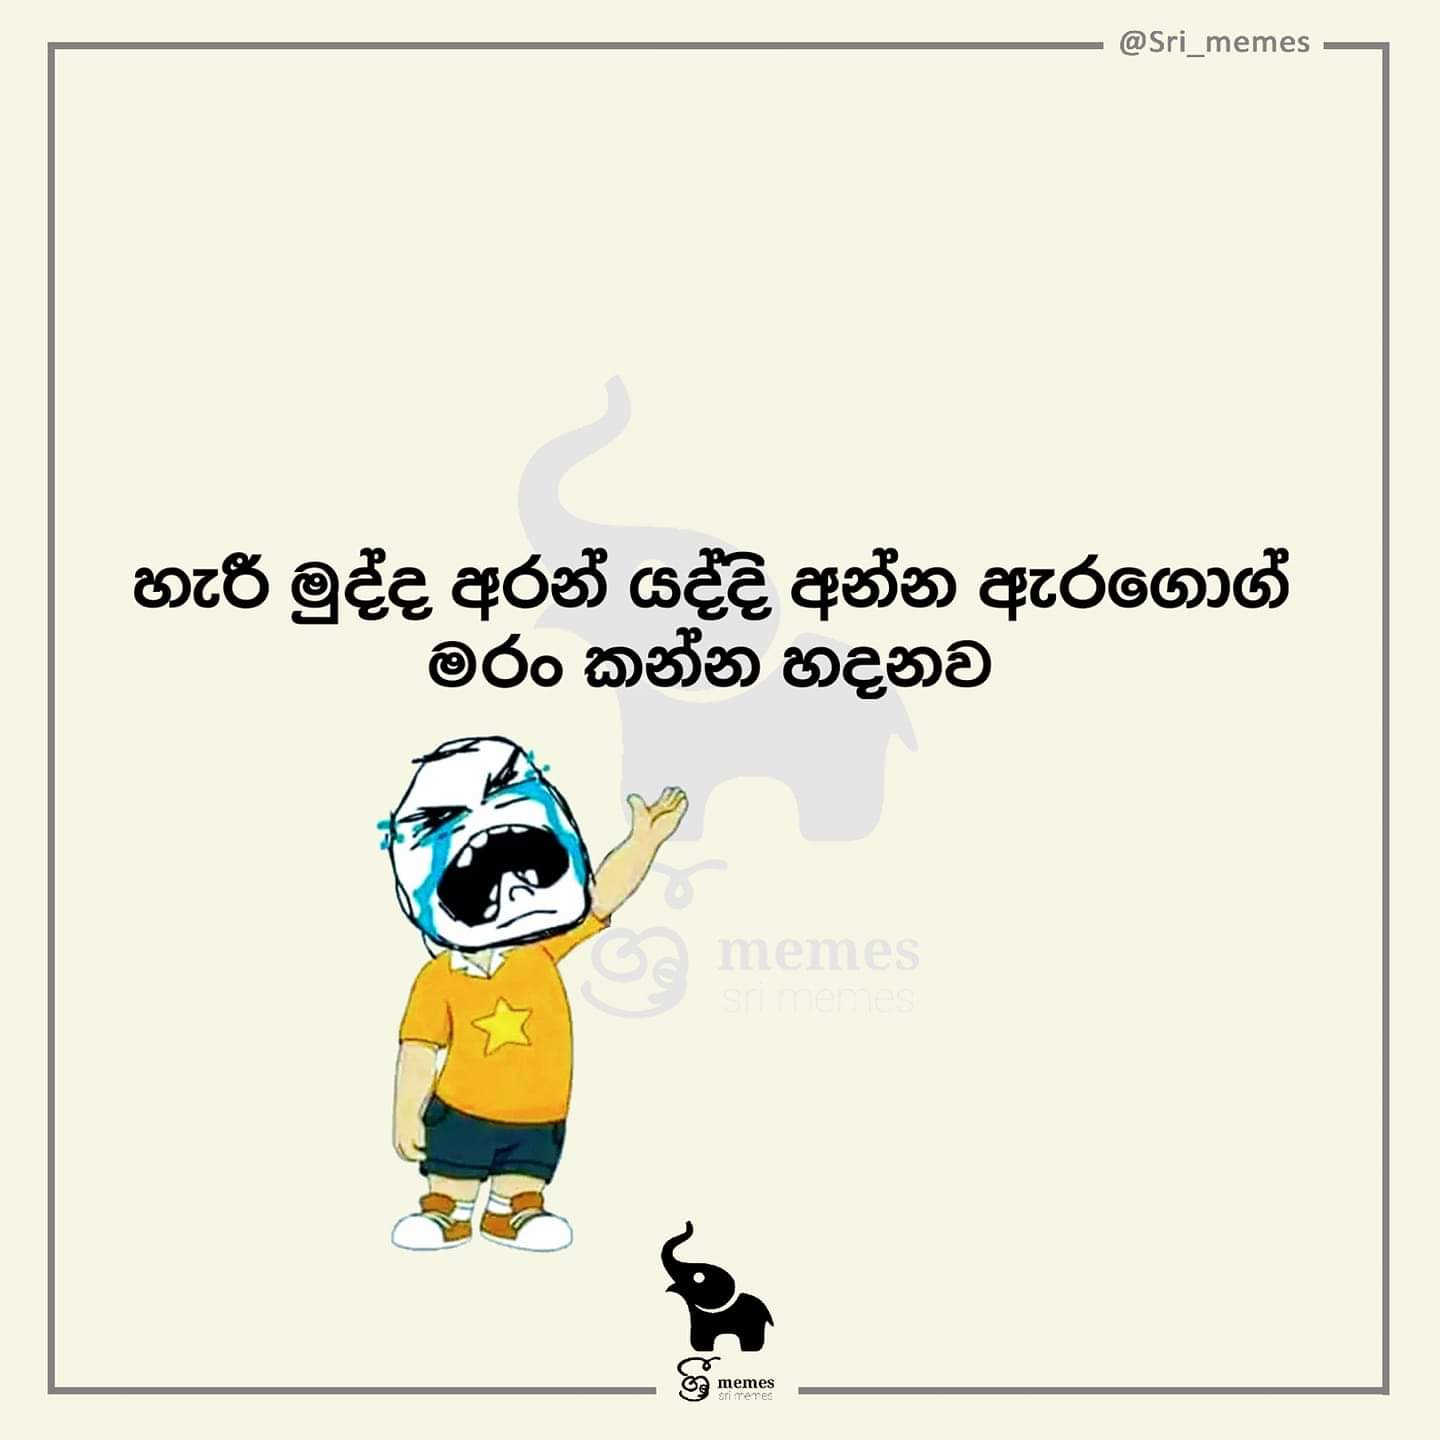 @Sri_memes
හැරී මුද්ද අරන් යද්දි අන්න ඇරගොග්
මරං කන්න හදනව
ශ්‍රී memes
sri memes
ශ්‍රී memes
sri memes